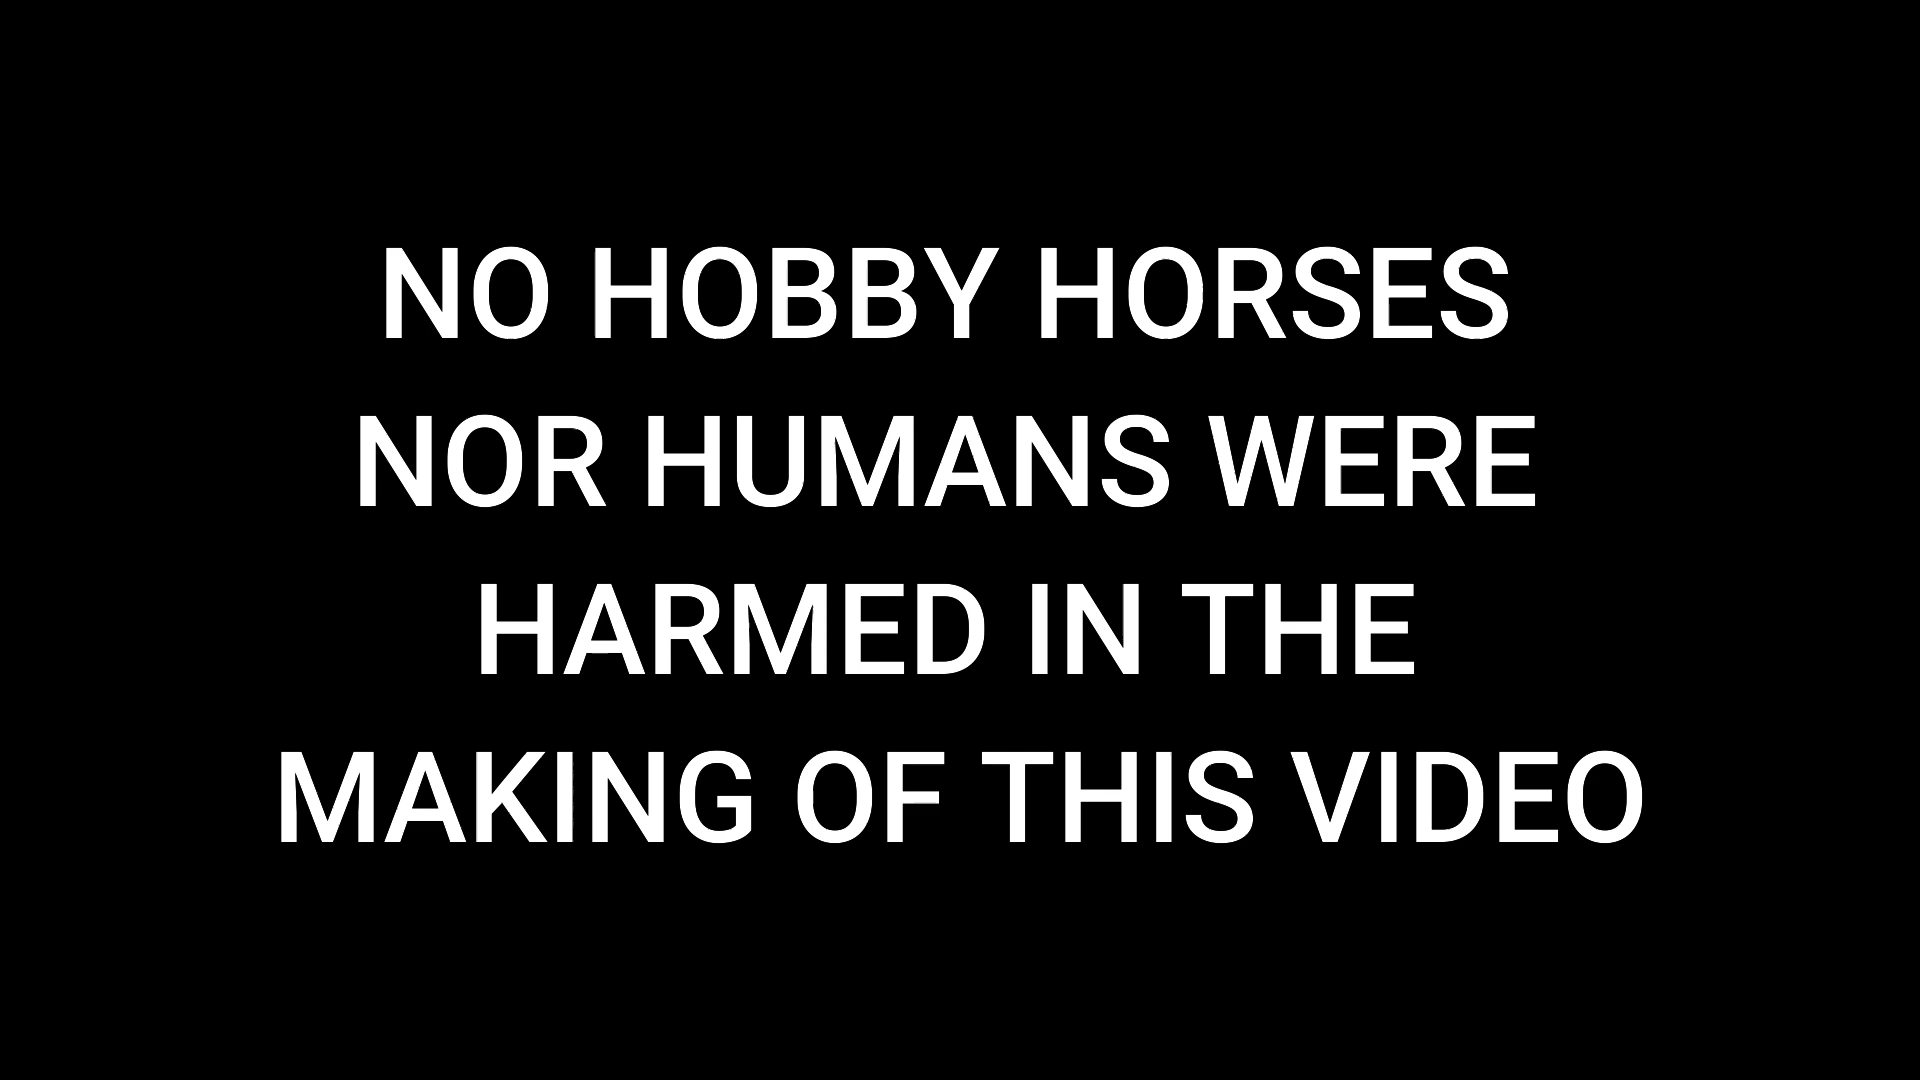 NO HOBBY HORSES
NOR HUMANS WERE
HARMED IN THE
MAKING OF THIS VIDEO